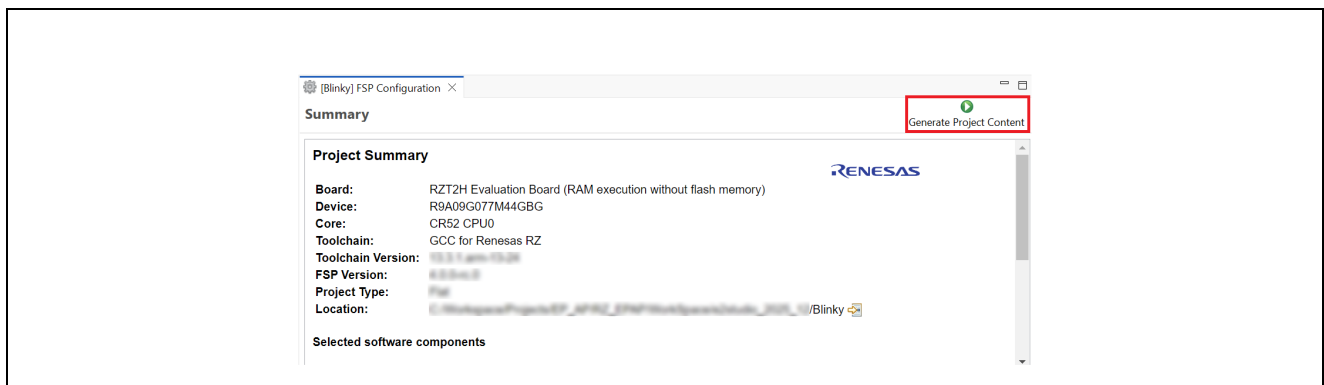 [Blinky] FSP Configuration
Summary
Generate Project Content
Project Summary
RENESAS
Board: RZT2H Evaluation Board (RAM execution without flash memory)
Device: R9A09G077M44GBG
Core: CR52 CPU0
Toolchain: GCC for Renesas RZ
Toolchain Version:
FSP Version:
Project Type:
Location: /Blinky
Selected software components